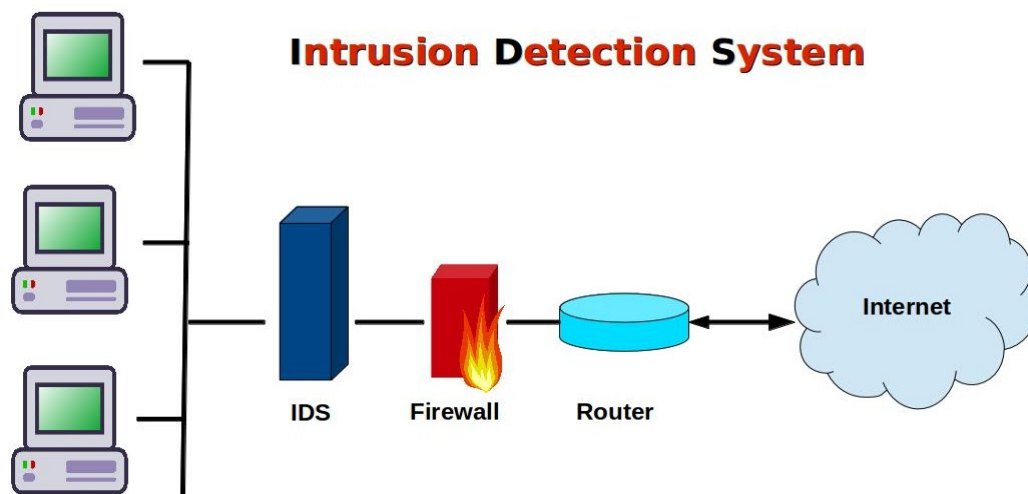 Intrusion Detection System
Internet
IDS
Firewall
Router